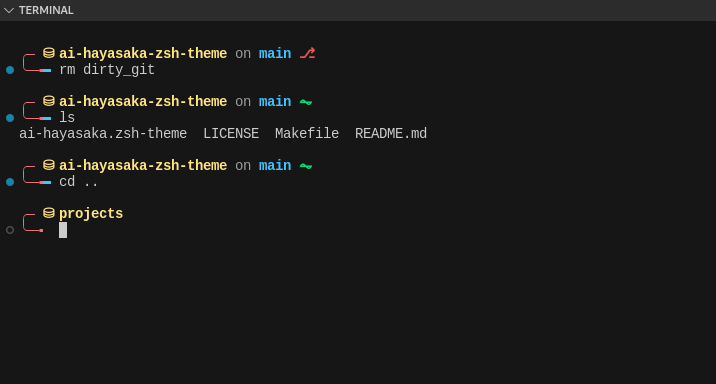 TERMINAL
ai-hayasaka-zsh-theme on main
rm dirty_git
ai-hayasaka-zsh-theme on main
ls
ai-hayasaka.zsh-theme  LICENSE  Makefile  README.md
ai-hayasaka-zsh-theme on main
cd ..
projects